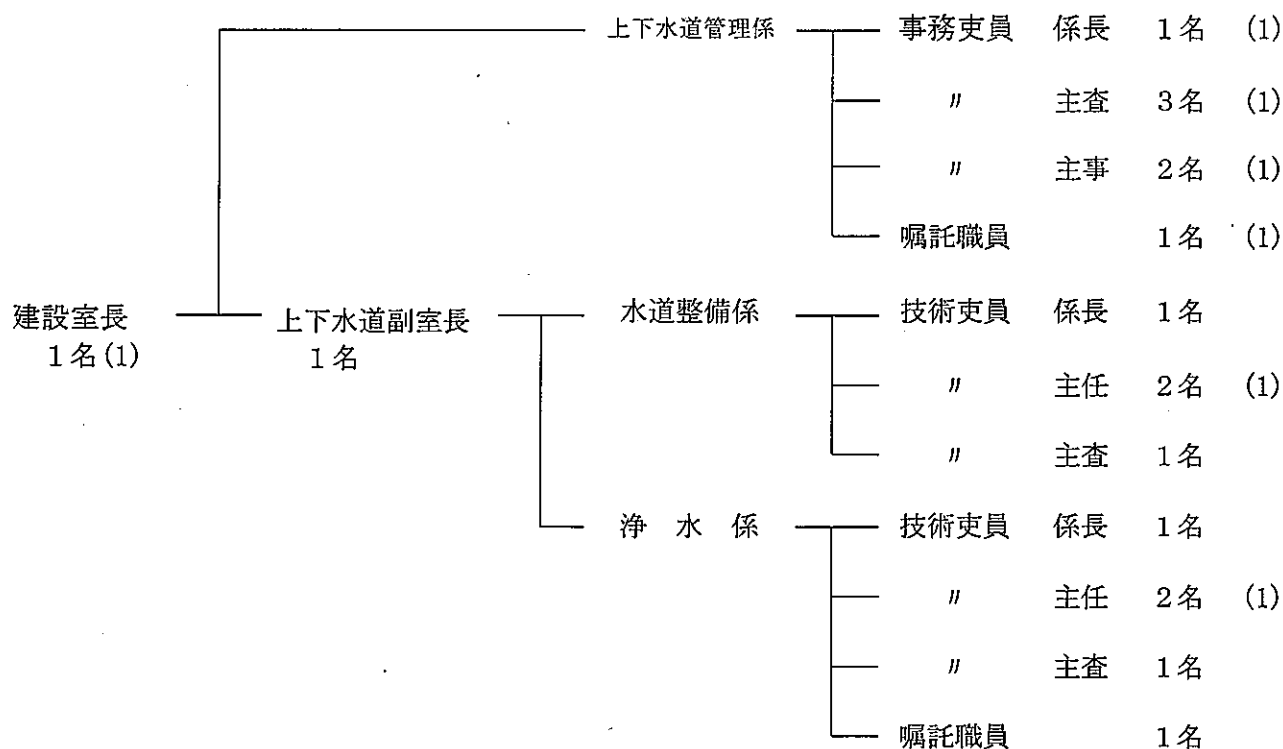 上下水道管理係 事務吏員 係長 1名 (1)
〃 主査 3名 (1)
〃 主事 2名 (1)
嘱託職員 1名 (1)
建設室長 上下水道副室長 水道整備係 技術吏員 係長 1名
1名(1) 1名
〃 主任 2名 (1)
〃 主査 1名
浄水係 技術吏員 係長 1名
〃 主任 2名 (1)
〃 主査 1名
嘱託職員 1名